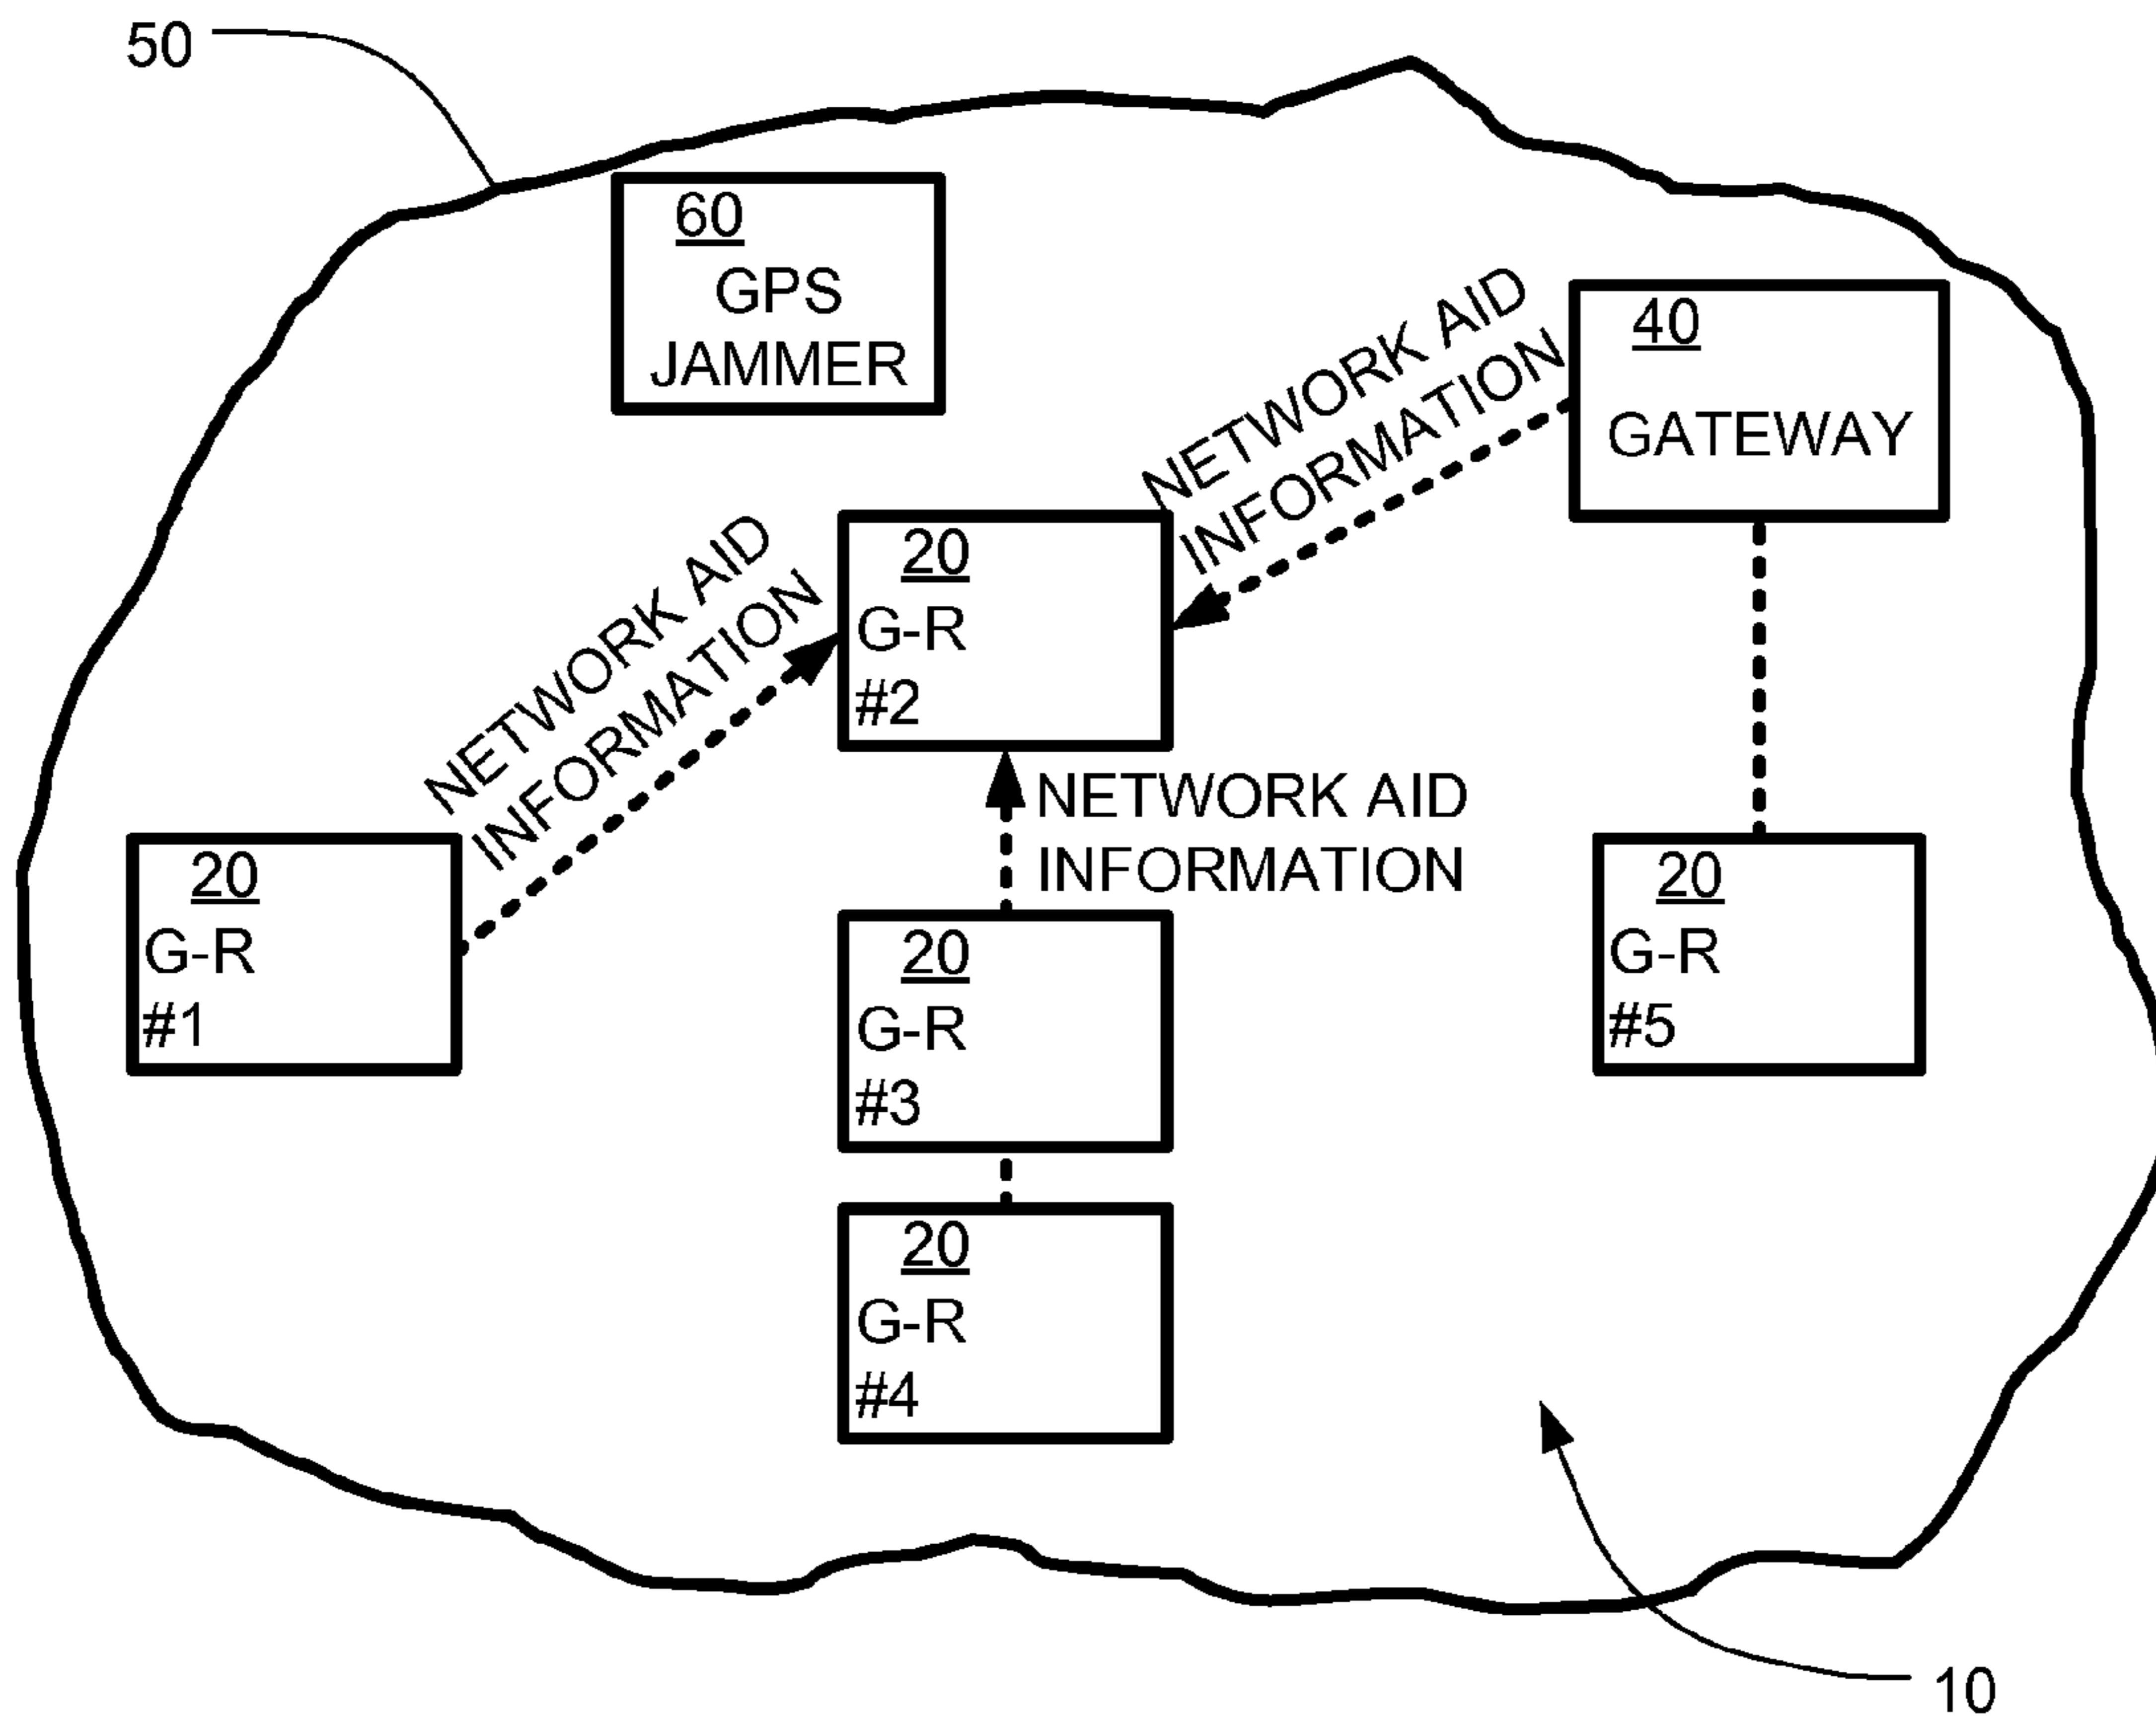 50
60
GPS
JAMMER
40
GATEWAY
NETWORK AID
INFORMATION
20
G-R
#2
NETWORK AID
INFORMATION
NETWORK AID
INFORMATION
20
G-R
#1
20
G-R
#3
20
G-R
#5
20
G-R
#4
10